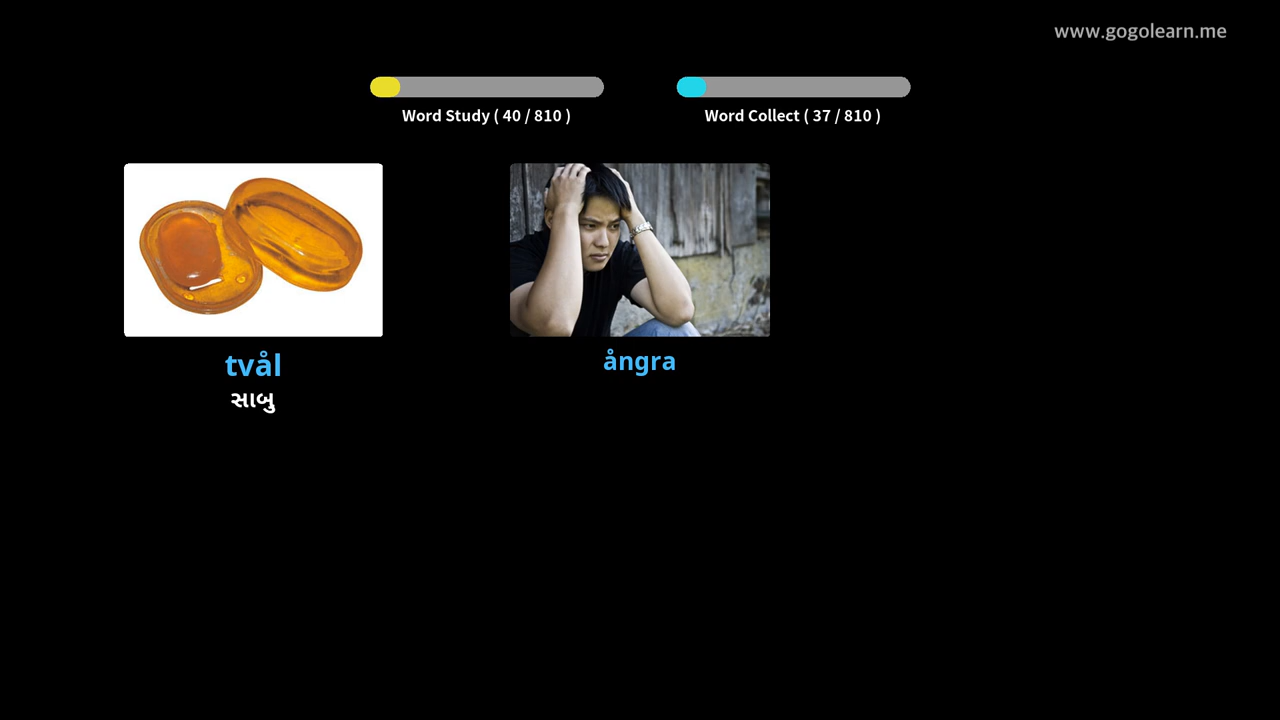 www.gogolearn.me
Word Study ( 40 / 810 )
Word Collect ( 37 / 810 )
tvål
સાબુ
ångra